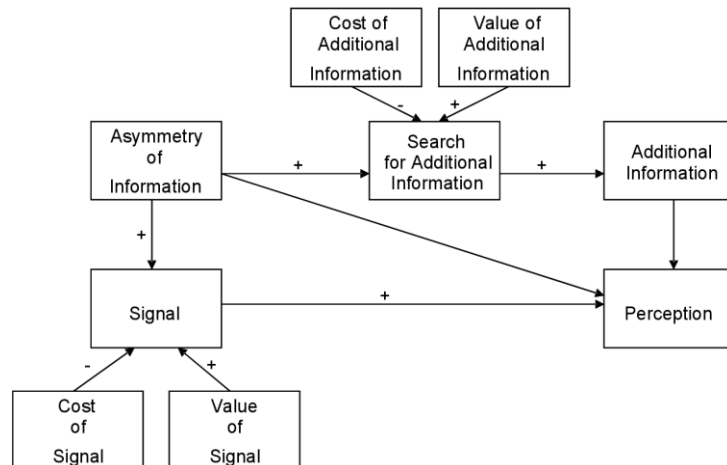 Cost of
Additional
Information
Value of
Additional
Information
-
+
Asymmetry
of
Information
+
Search
for Additional
Information
+
Additional
Information
+
Signal
+
Perception
-
+
Cost
of
Signal
Value
of
Signal